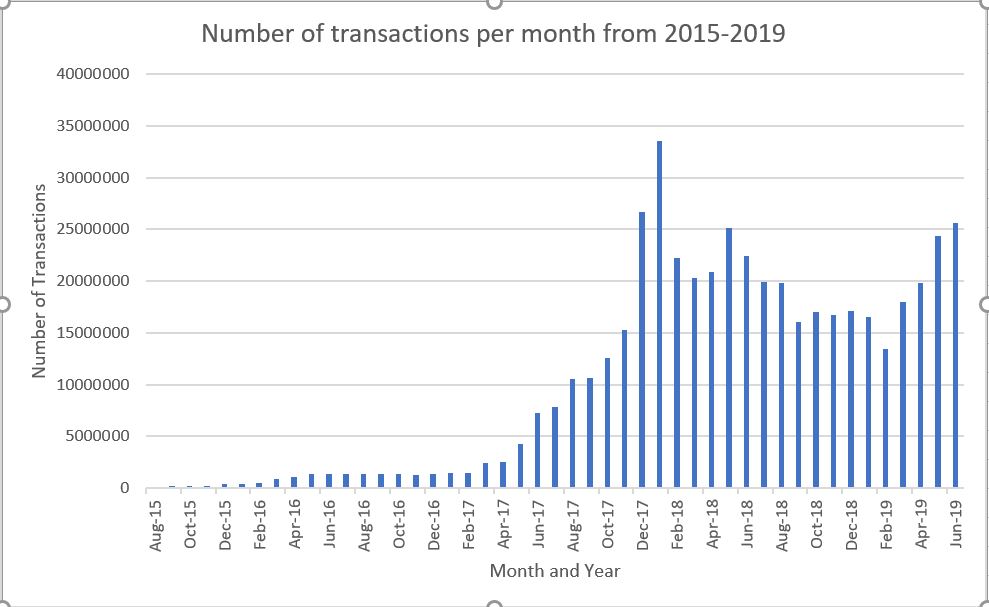 Number of transactions per month from 2015-2019
40000000
35000000
30000000
25000000
20000000
15000000
10000000
5000000
0
Number of Transactions
Aug-15
Oct-15
Dec-15
Feb-16
Apr-16
Jun-16
Aug-16
Oct-16
Dec-16
Feb-17
Apr-17
Jun-17
Aug-17
Oct-17
Dec-17
Feb-18
Apr-18
Jun-18
Aug-18
Oct-18
Dec-18
Feb-19
Apr-19
Jun-19
Month and Year